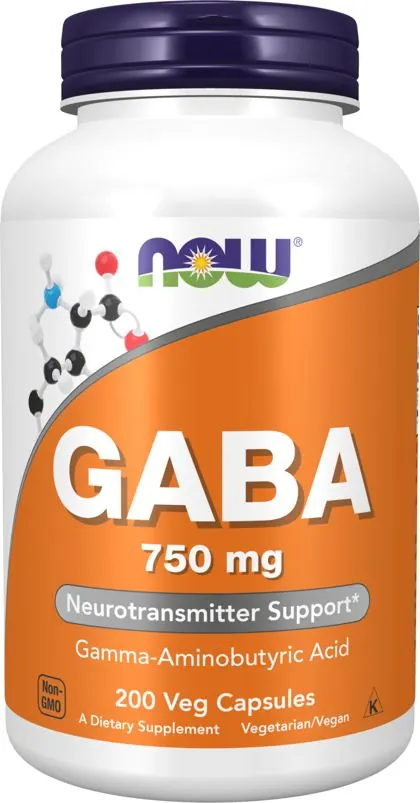 NOW®
GABA
750 mg
Neurotransmitter Support*
Gamma-Aminobutyric Acid
200 Veg Capsules
Non-
GMO
A Dietary Supplement Vegetarian/Vegan
K